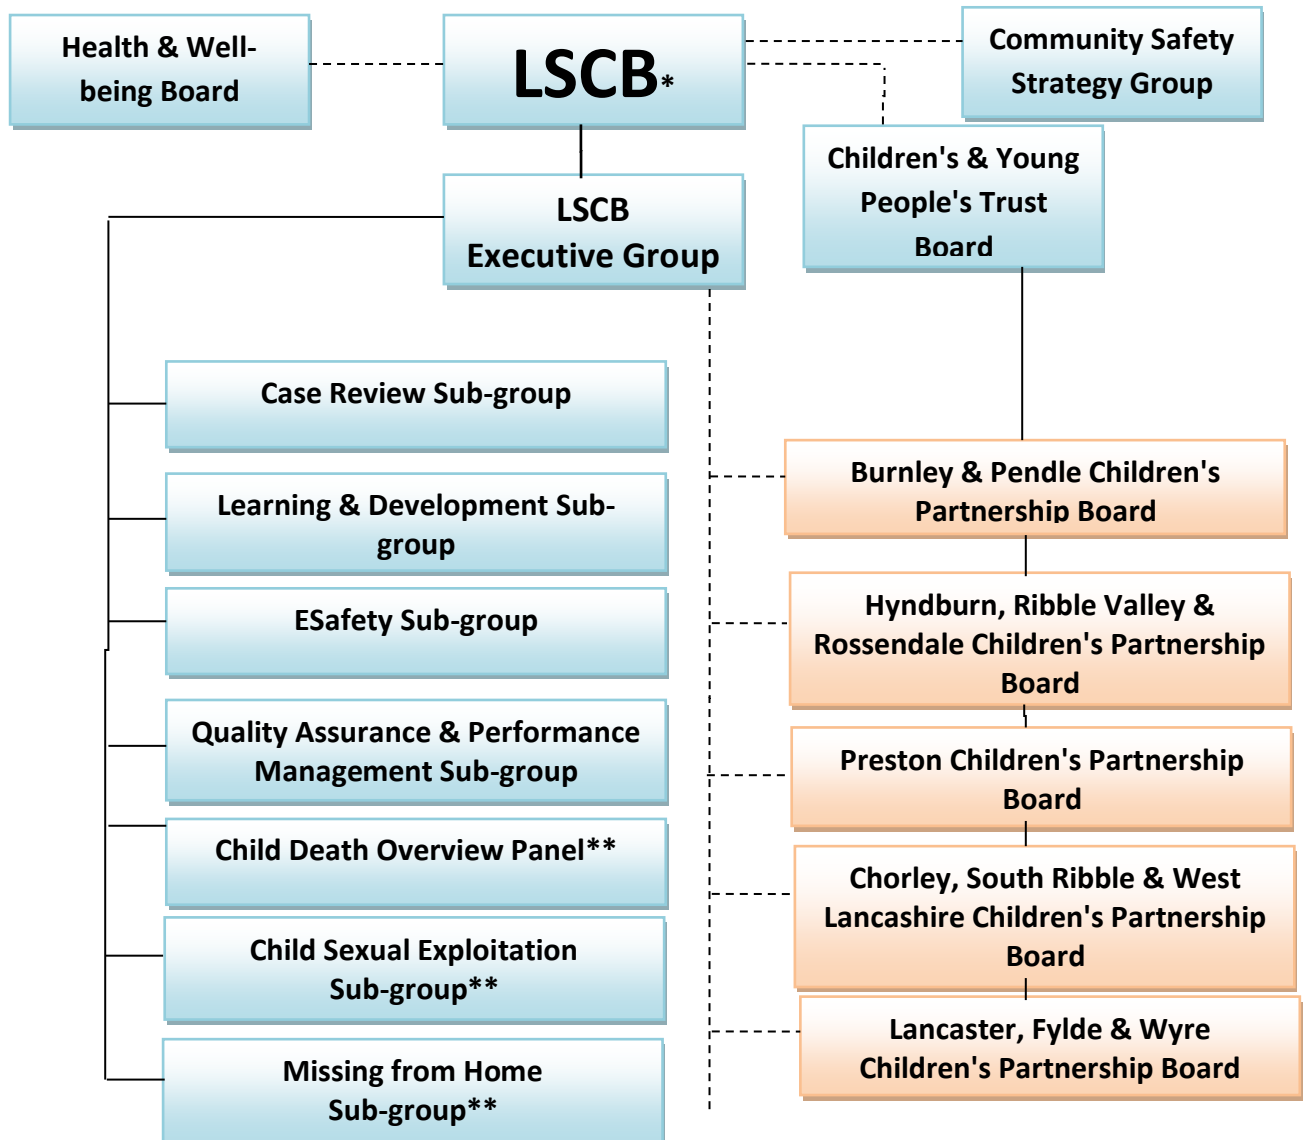 Health & Well-
being Board
LSCB*
Community Safety
Strategy Group
Children's & Young
People's Trust
Board
LSCB
Executive Group
Case Review Sub-group
Learning & Development Sub-
group
ESafety Sub-group
Quality Assurance & Performance
Management Sub-group
Child Death Overview Panel**
Child Sexual Exploitation
Sub-group**
Missing from Home
Sub-group**
Burnley & Pendle Children's
Partnership Board
Hyndburn, Ribble Valley &
Rossendale Children's Partnership
Board
Preston Children's Partnership
Board
Chorley, South Ribble & West
Lancashire Children's Partnership
Board
Lancaster, Fylde & Wyre
Children's Partnership Board